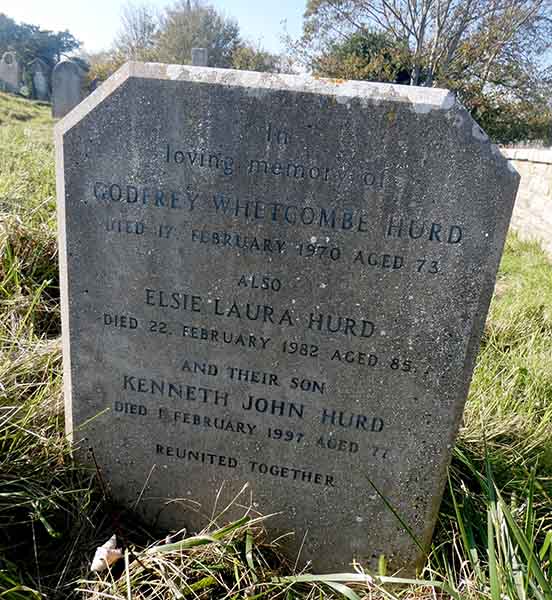 In
loving memory of
GODFREY WHETCOMBE HURD
DIED 17. FEBRUARY 1970 AGED 73.
ALSO
ELSIE LAURA HURD
DIED 22. FEBRUARY 1982 AGED 85.
AND THEIR SON
KENNETH JOHN HURD
DIED 1. FEBRUARY 1997 AGED 77
REUNITED TOGETHER